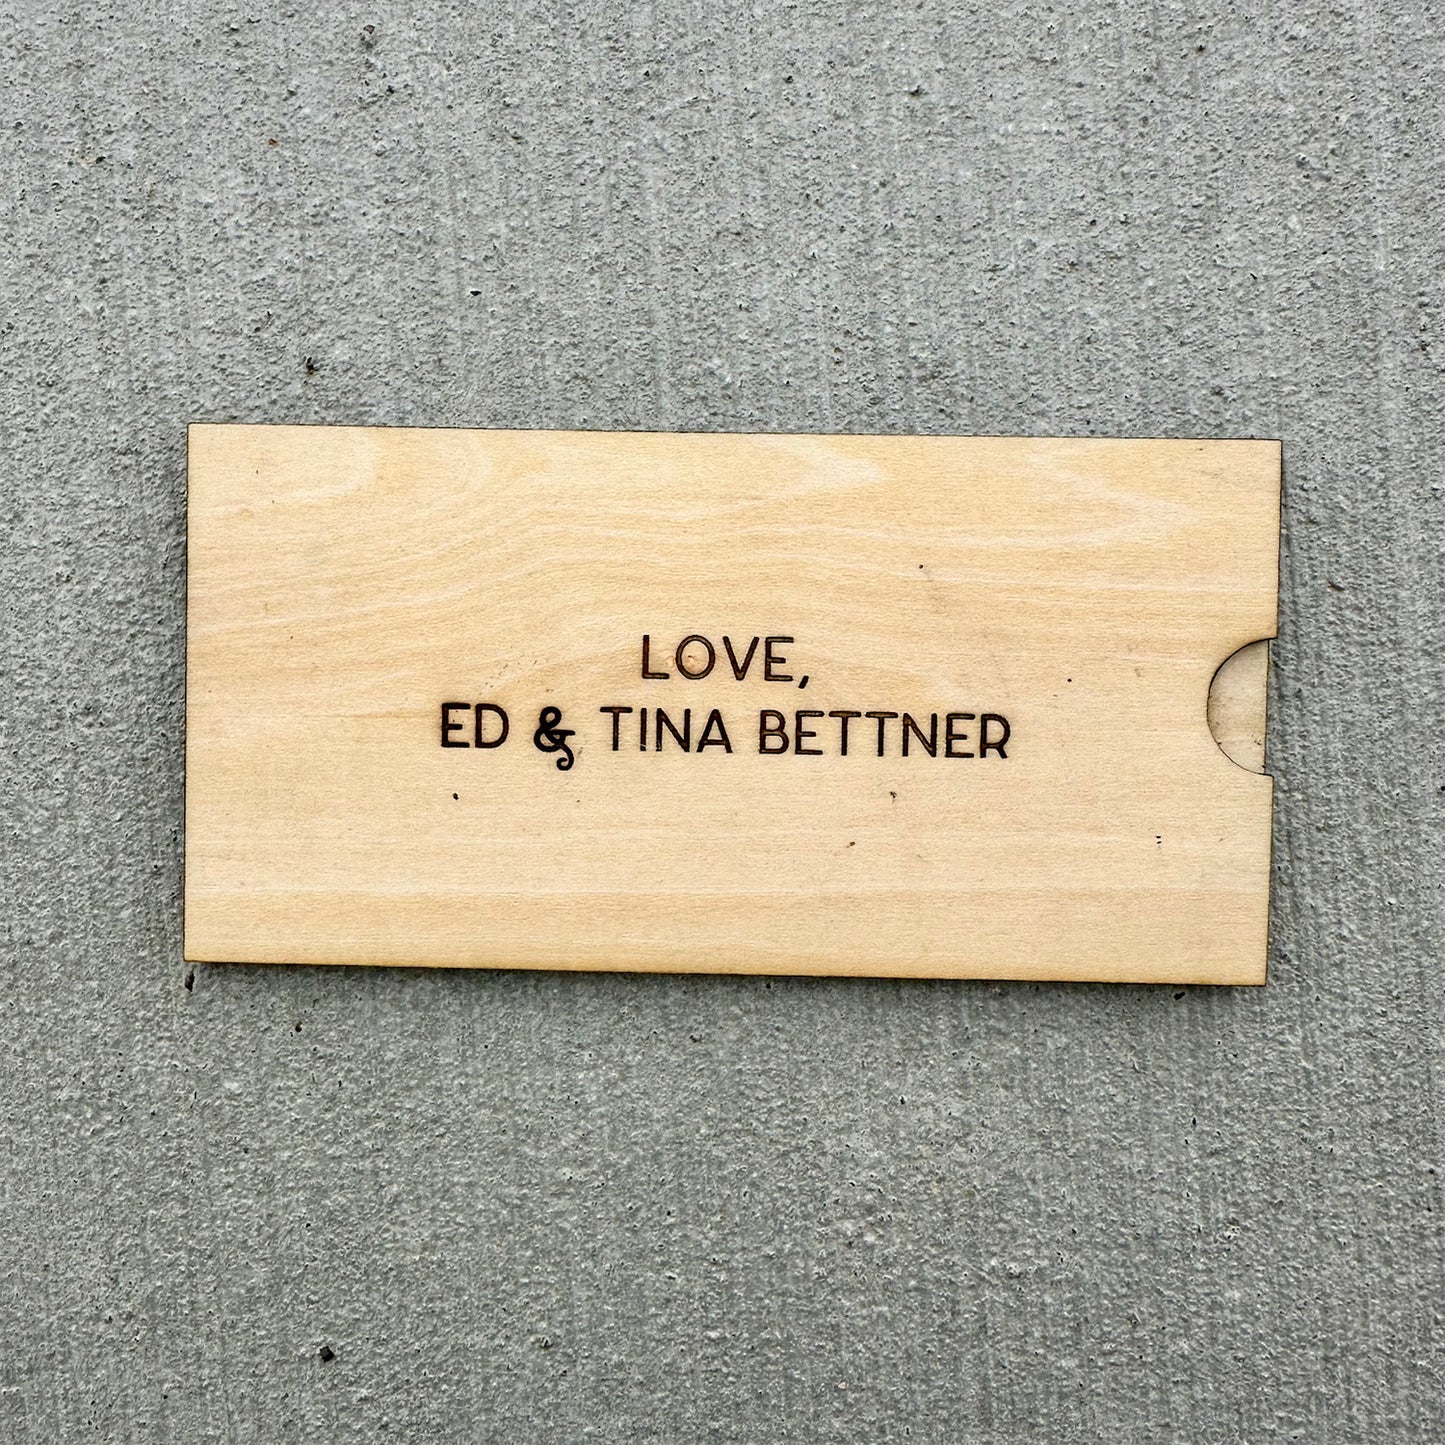 LOVE,
ED & TINA BETTNER